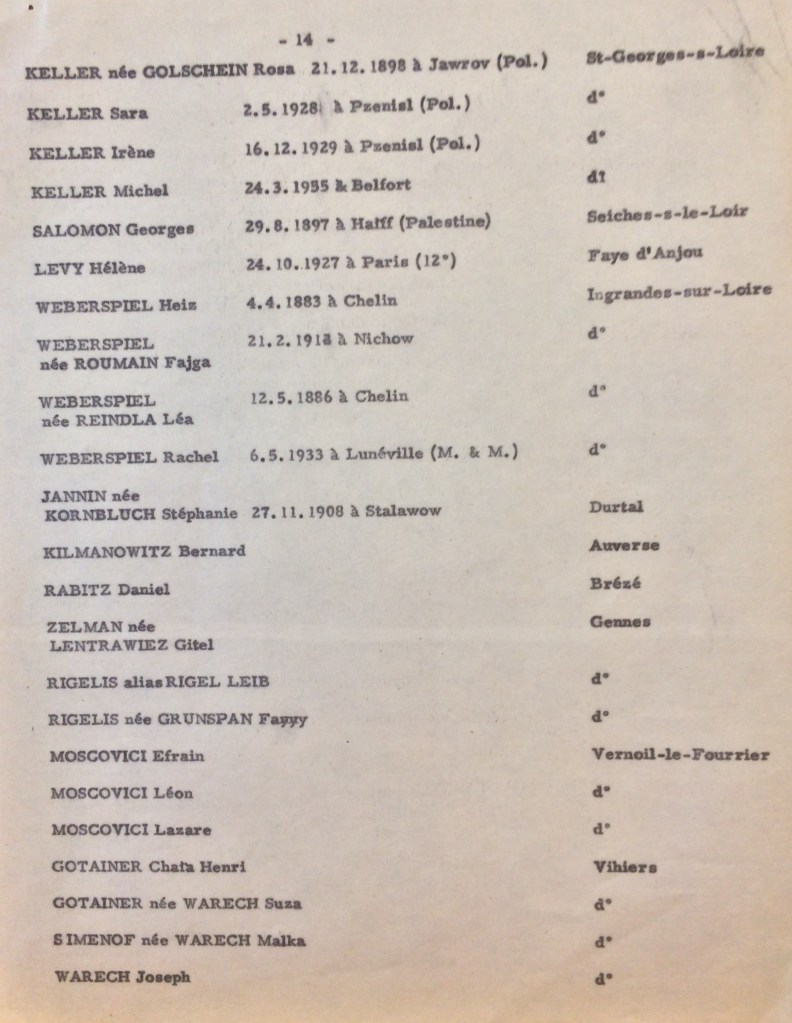 - 14 -
KELLER née GOLSCHEIN Rosa 21.12.1898 à Jawrov (Pol.) St-Georges-s-Loire
KELLER Sara 2.5.1928 à Pzenisl (Pol.) d°
KELLER Irène 16.12.1929 à Pzenisl (Pol.) d°
KELLER Michel 24.3.1955 & Belfort d?
SALOMON Georges 29.8.1897 à Haïff (Palestine) Seiches-s-le-Loir
LEVY Hélène 24.10.1927 à Paris (12°) Faye d'Anjou
WEBERSPIEL Heiz 4.4.1883 à Chelin Ingrandes-sur-Loire
WEBERSPIEL 21.2. à Nichow d°
née ROUMAIN Fajga
WEBERSPIEL 12.5.1886 à Chelin d°
née REINDLA Léa
WEBERSPIEL Rachel 6.5.1933 à Lunéville (M. & M.) d°
JANNIN née
KORNBLUCH Stéphanie 27.11.1908 à Stalawow Durtal
KILMANOWITZ Bernard Auverse
RABITZ Daniel Brézé
ZELMAN née Gennes
LENTRAWIEZ Gitel
RIGELIS alias RIGEL LEIB d°
RIGELIS née GRUNSPAN Fayyy d°
MOSCOVICI Efrain Vernoil-le-Fourrier
MOSCOVICI Léon d°
MOSCOVICI Lazare d°
GOTAINER Chaïa Henri Vihiers
GOTAINER née WARECH Suza d°
SIMENOF née WARECH Malka d°
WARECH Joseph d°